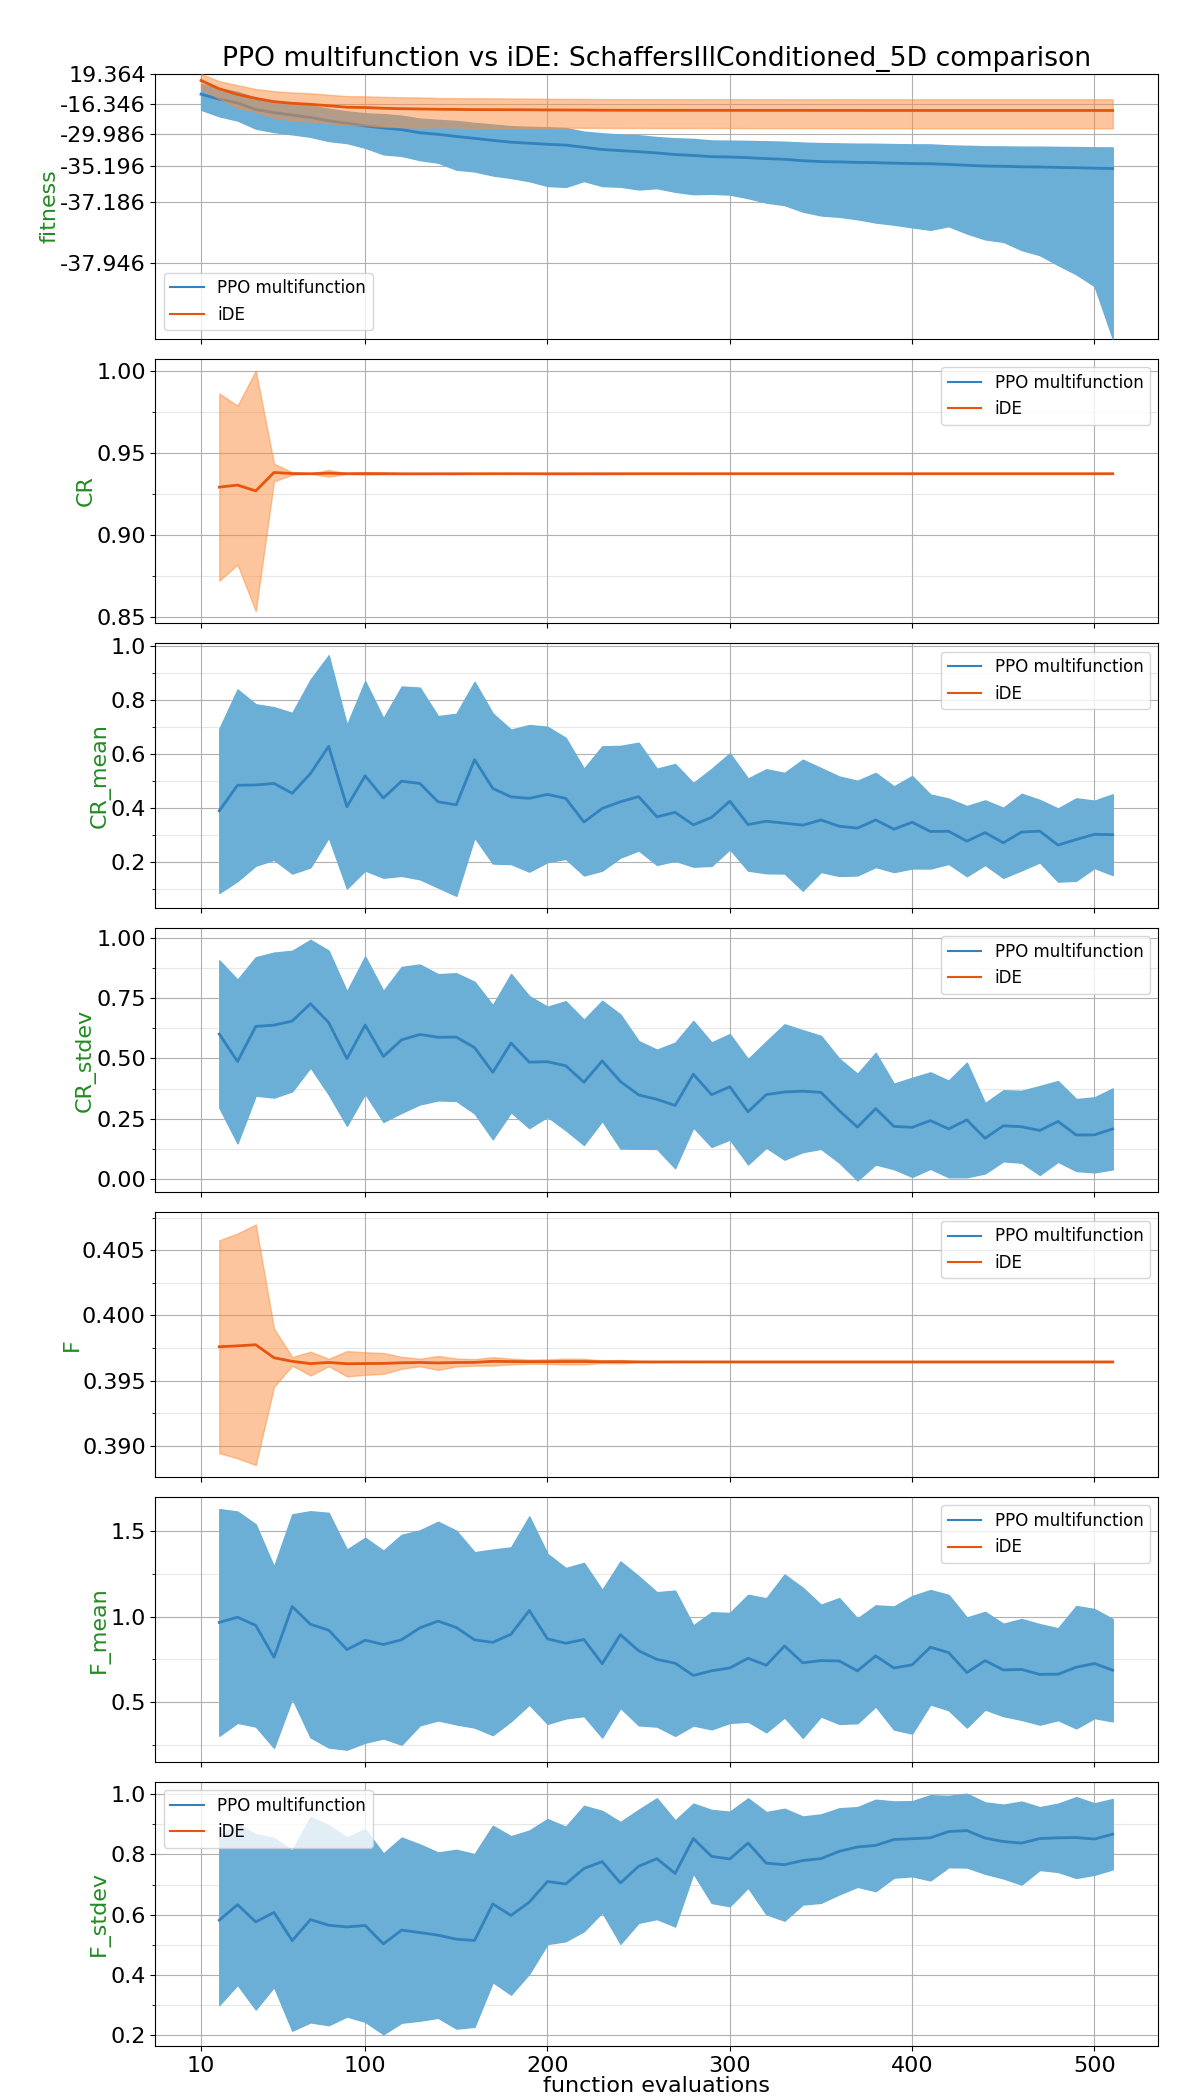 PPO multifunction vs iDE: SchaffersIllConditioned_5D comparison
19.364
-16.346
-29.986
-35.196
-37.186
-37.946
fitness
PPO multifunction
iDE
1.00
0.95
0.90
0.85
CR
PPO multifunction
iDE
1.0
0.8
0.6
0.4
0.2
CR_mean
PPO multifunction
iDE
1.00
0.75
0.50
0.25
0.00
CR_stdev
PPO multifunction
iDE
0.405
0.400
0.395
0.390
F
PPO multifunction
iDE
1.5
1.0
0.5
F_mean
PPO multifunction
iDE
1.0
0.8
0.6
0.4
0.2
F_stdev
PPO multifunction
iDE
10 100 200 300 400 500
function evaluations